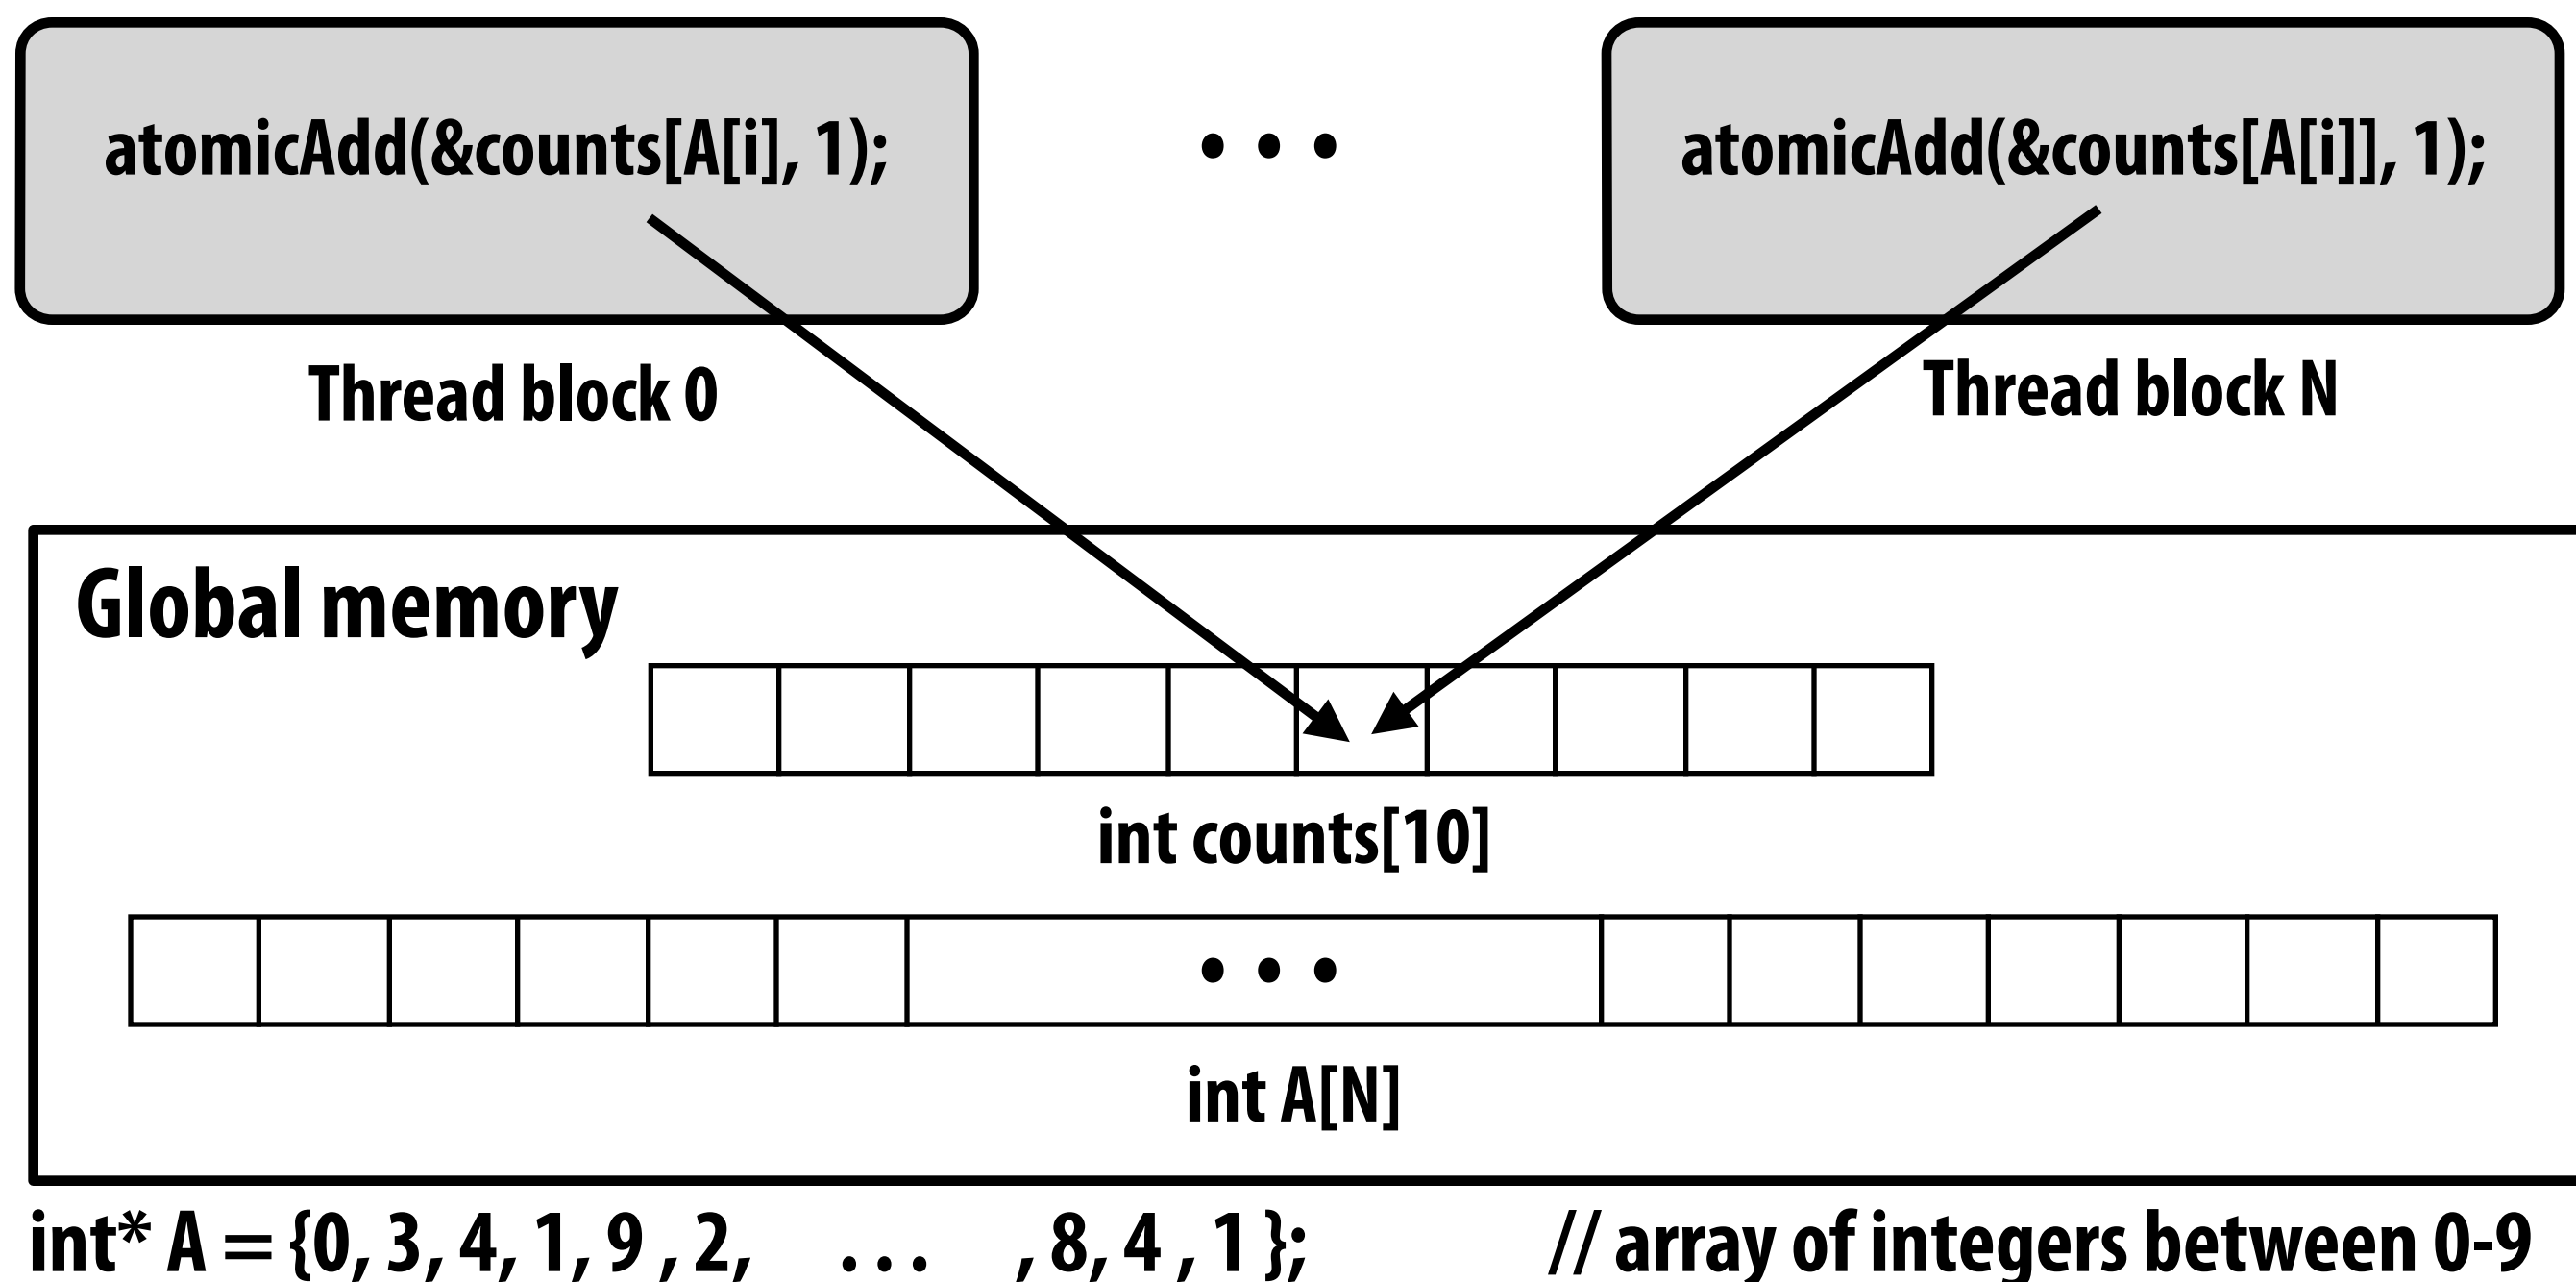 atomicAdd(&counts[A[i], 1);
• • •
atomicAdd(&counts[A[i]], 1);
Thread block 0
Thread block N
Global memory
int counts[10]
• • •
int A[N]
int* A = {0, 3, 4, 1, 9 , 2, . . . , 8, 4 , 1 }; // array of integers between 0-9